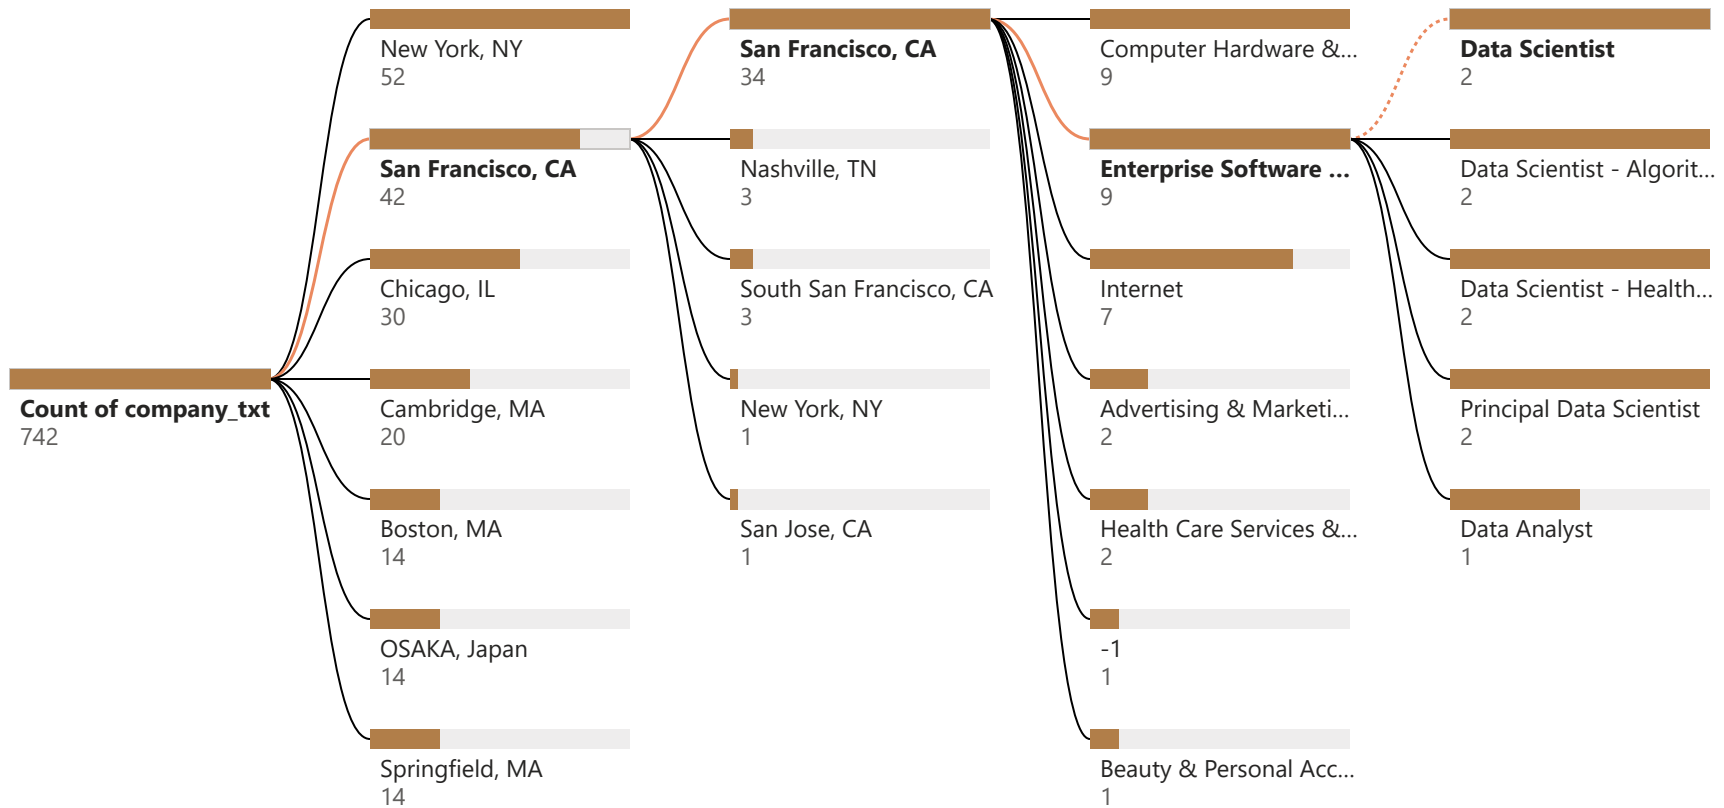 Count of company_txt
742
New York, NY
52
San Francisco, CA
42
Chicago, IL
30
Cambridge, MA
20
Boston, MA
14
OSAKA, Japan
14
Springfield, MA
14
San Francisco, CA
34
Nashville, TN
3
South San Francisco, CA
3
New York, NY
1
San Jose, CA
1
Computer Hardware &...
9
Enterprise Software ...
9
Internet
7
Advertising & Marketi...
2
Health Care Services &...
2
-1
1
Beauty & Personal Acc...
1
Data Scientist
2
Data Scientist - Algorit...
2
Data Scientist - Health...
2
Principal Data Scientist
2
Data Analyst
1